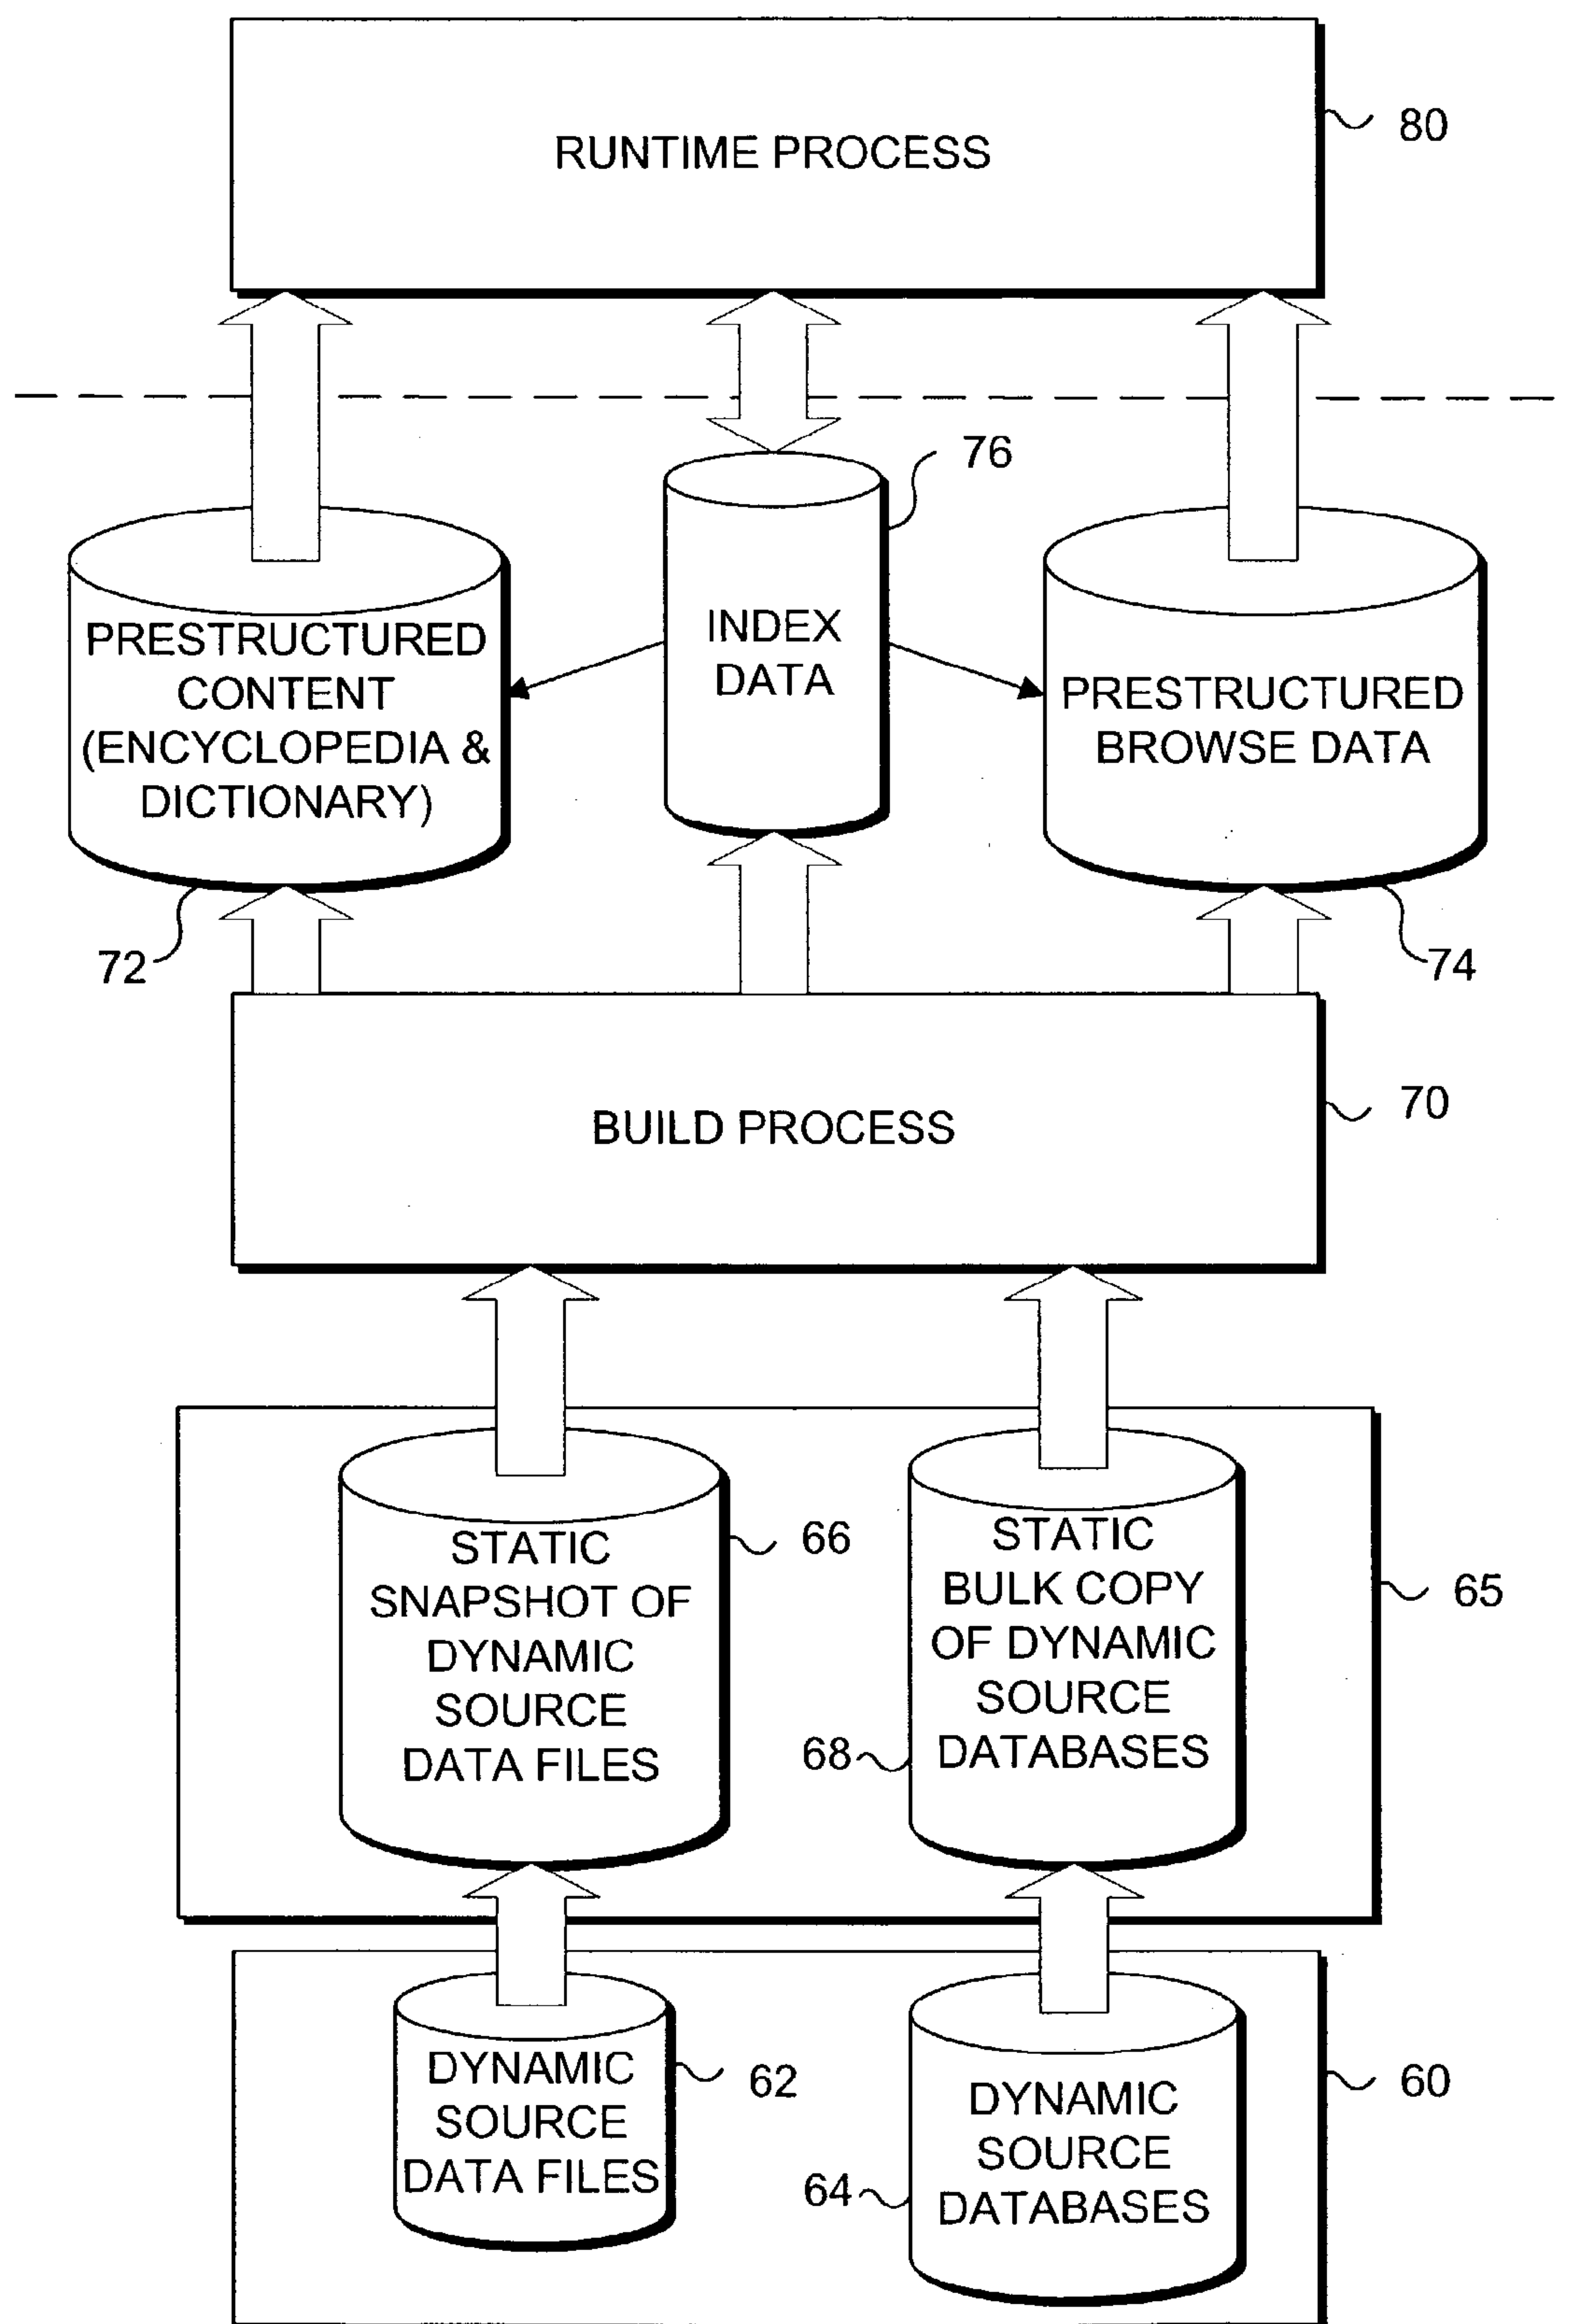 RUNTIME PROCESS
80
76
PRESTRUCTURED
CONTENT
(ENCYCLOPEDIA &
DICTIONARY)
INDEX
DATA
PRESTRUCTURED
BROWSE DATA
72
74
BUILD PROCESS
70
STATIC
SNAPSHOT OF
DYNAMIC
SOURCE
DATA FILES
66
STATIC
BULK COPY
OF DYNAMIC
SOURCE
DATABASES
68
65
DYNAMIC
SOURCE
DATA FILES
62
DYNAMIC
SOURCE
DATABASES
64
60